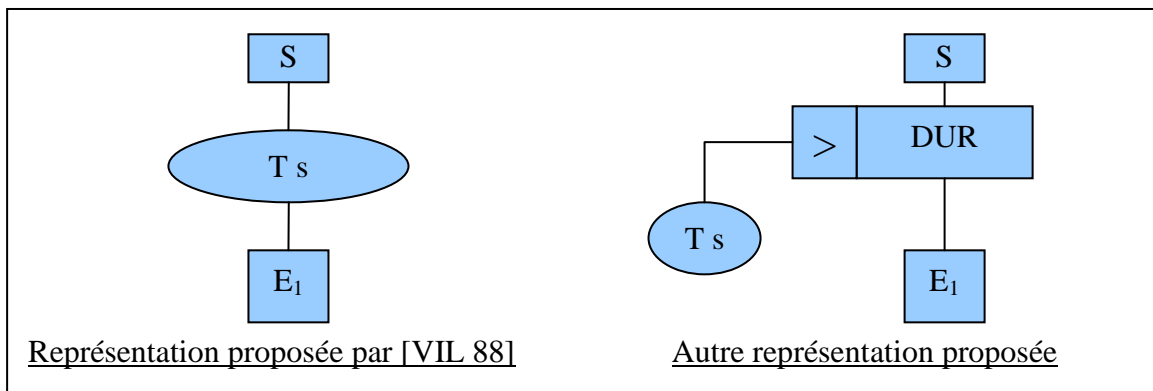 S
T s
E₁
Représentation proposée par [VIL 88]
S
> DUR
T s
E₁
Autre représentation proposée